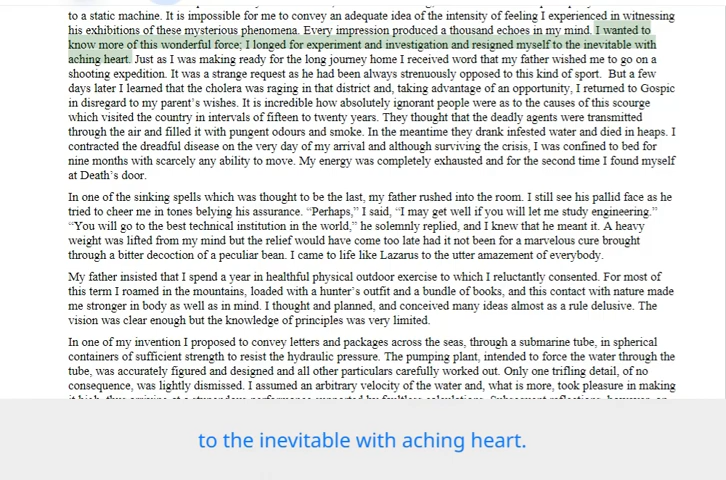 to a static machine. It is impossible for me to convey an adequate idea of the intensity of feeling I experienced in witnessing
his exhibitions of these mysterious phenomena. Every impression produced a thousand echoes in my mind. I wanted to
know more of this wonderful force; I longed for experiment and investigation and resigned myself to the inevitable with
aching heart. Just as I was making ready for the long journey home I received word that my father wished me to go on a
shooting expedition. It was a strange request as he had been always strenuously opposed to this kind of sport. But a few
days later I learned that the cholera was raging in that district and, taking advantage of an opportunity, I returned to Gospic
in disregard to my parent's wishes. It is incredible how absolutely ignorant people were as to the causes of this scourge
which visited the country in intervals of fifteen to twenty years. They thought that the deadly agents were transmitted
through the air and filled it with pungent odours and smoke. In the meantime they drank infested water and died in heaps. I
contracted the dreadful disease on the very day of my arrival and although surviving the crisis, I was confined to bed for
nine months with scarcely any ability to move. My energy was completely exhausted and for the second time I found myself
at Death's door.
In one of the sinking spells which was thought to be the last, my father rushed into the room. I still see his pallid face as he
tried to cheer me in tones belying his assurance. “Perhaps,” I said, “I may get well if you will let me study engineering.”
“You will go to the best technical institution in the world,” he solemnly replied, and I knew that he meant it. A heavy
weight was lifted from my mind but the relief would have come too late had it not been for a marvelous cure brought
through a bitter decoction of a peculiar bean. I came to life like Lazarus to the utter amazement of everybody.
My father insisted that I spend a year in healthful physical outdoor exercise to which I reluctantly consented. For most of
this term I roamed in the mountains, loaded with a hunter's outfit and a bundle of books, and this contact with nature made
me stronger in body as well as in mind. I thought and planned, and conceived many ideas almost as a rule delusive. The
vision was clear enough but the knowledge of principles was very limited.
In one of my invention I proposed to convey letters and packages across the seas, through a submarine tube, in spherical
containers of sufficient strength to resist the hydraulic pressure. The pumping plant, intended to force the water through the
tube, was accurately figured and designed and all other particulars carefully worked out. Only one trifling detail, of no
consequence, was lightly dismissed. I assumed an arbitrary velocity of the water and, what is more, took pleasure in making
to the inevitable with aching heart.